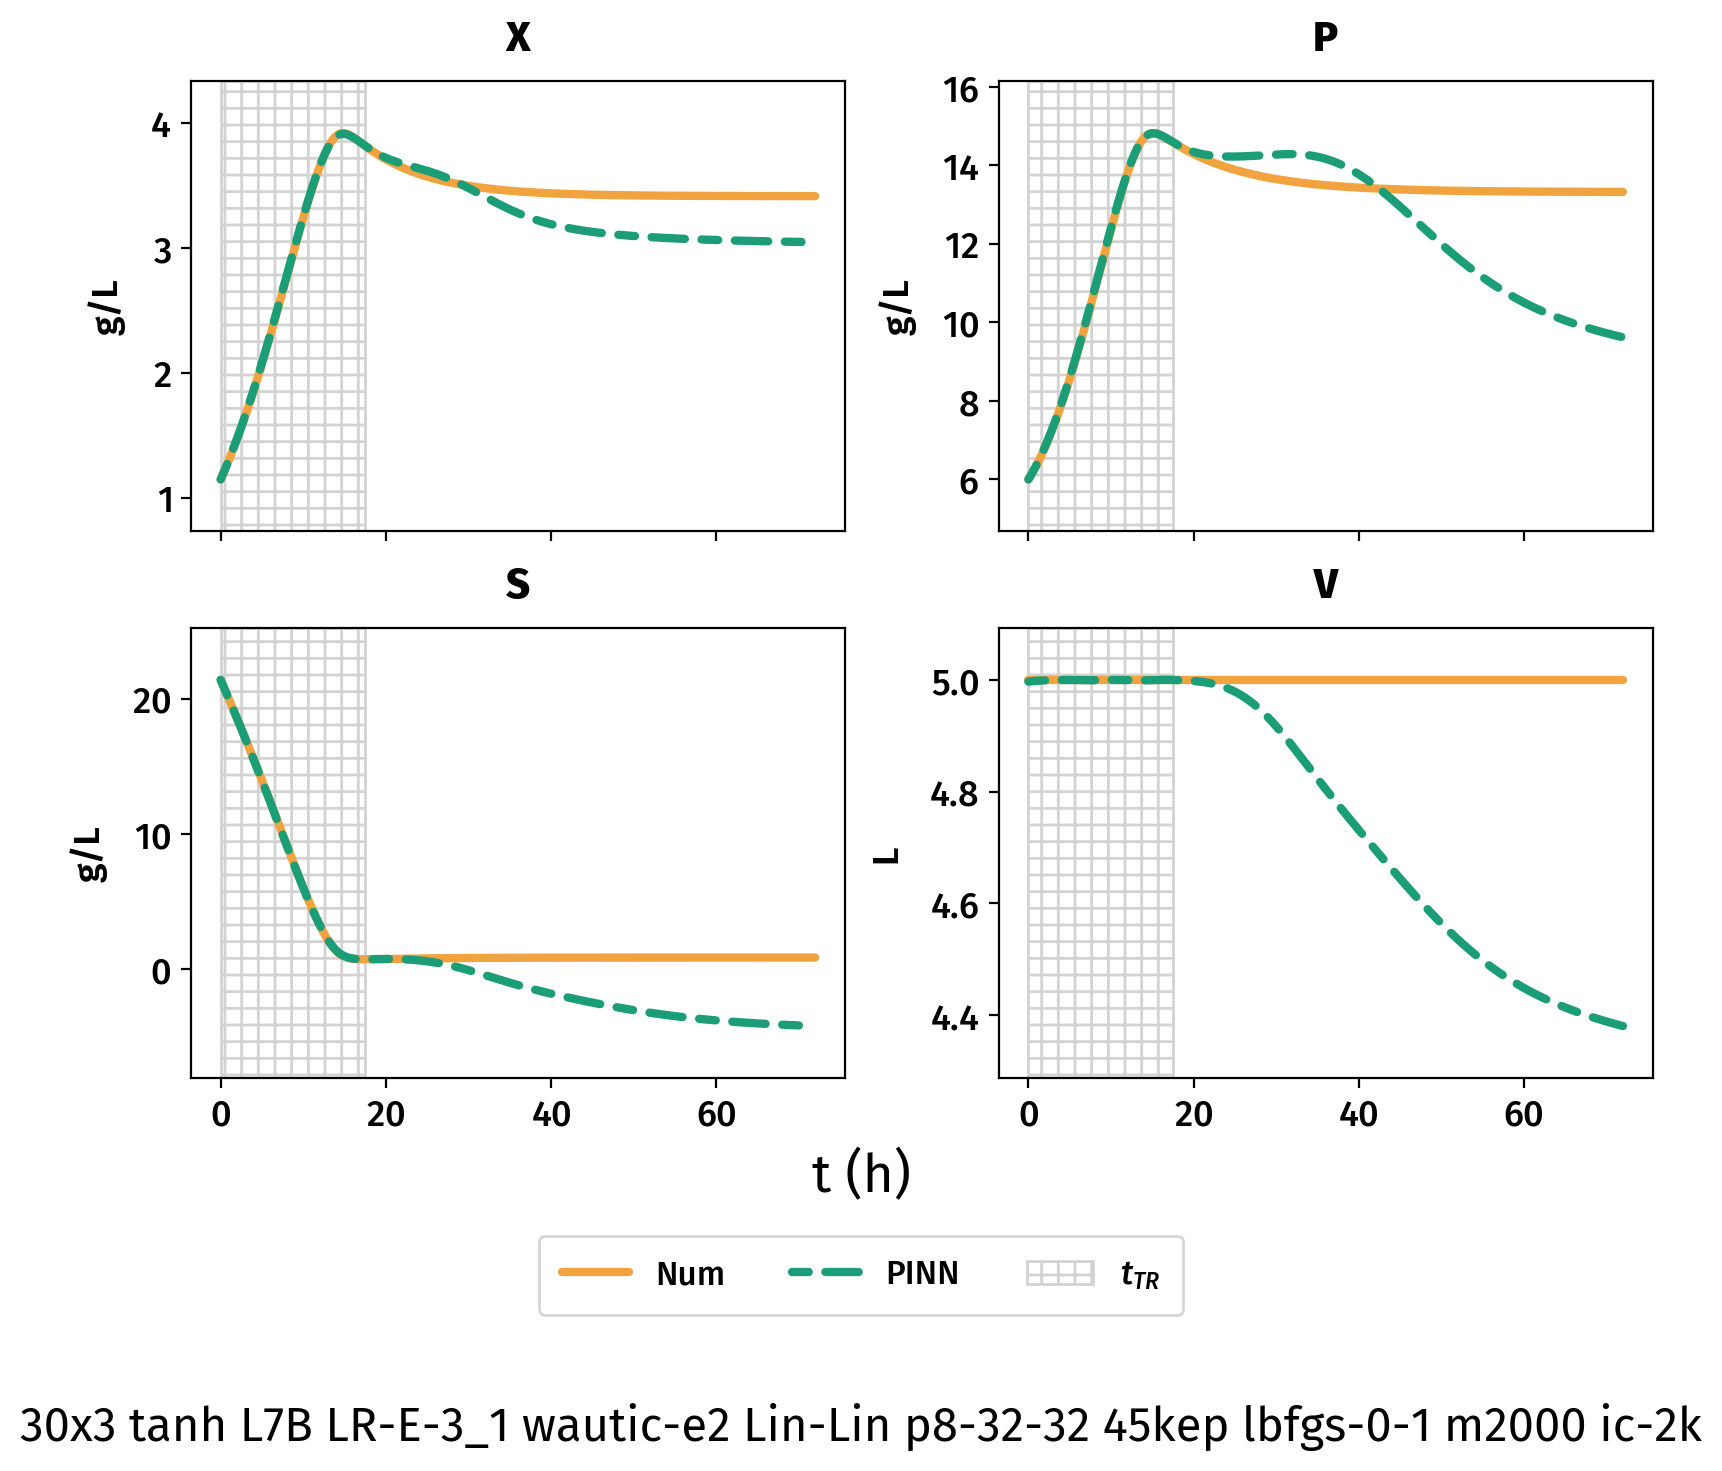 X
P
4
3
2
1
g/L
16
14
12
10
8
6
g/L
S
V
20
10
0
g/L
5.0
4.8
4.6
4.4
L
0 20 40 60
0 20 40 60
t (h)
Num PINN tTR
30x3 tanh L7B LR-E-3_1 wautic-e2 Lin-Lin p8-32-32 45kep lbfgs-0-1 m2000 ic-2k